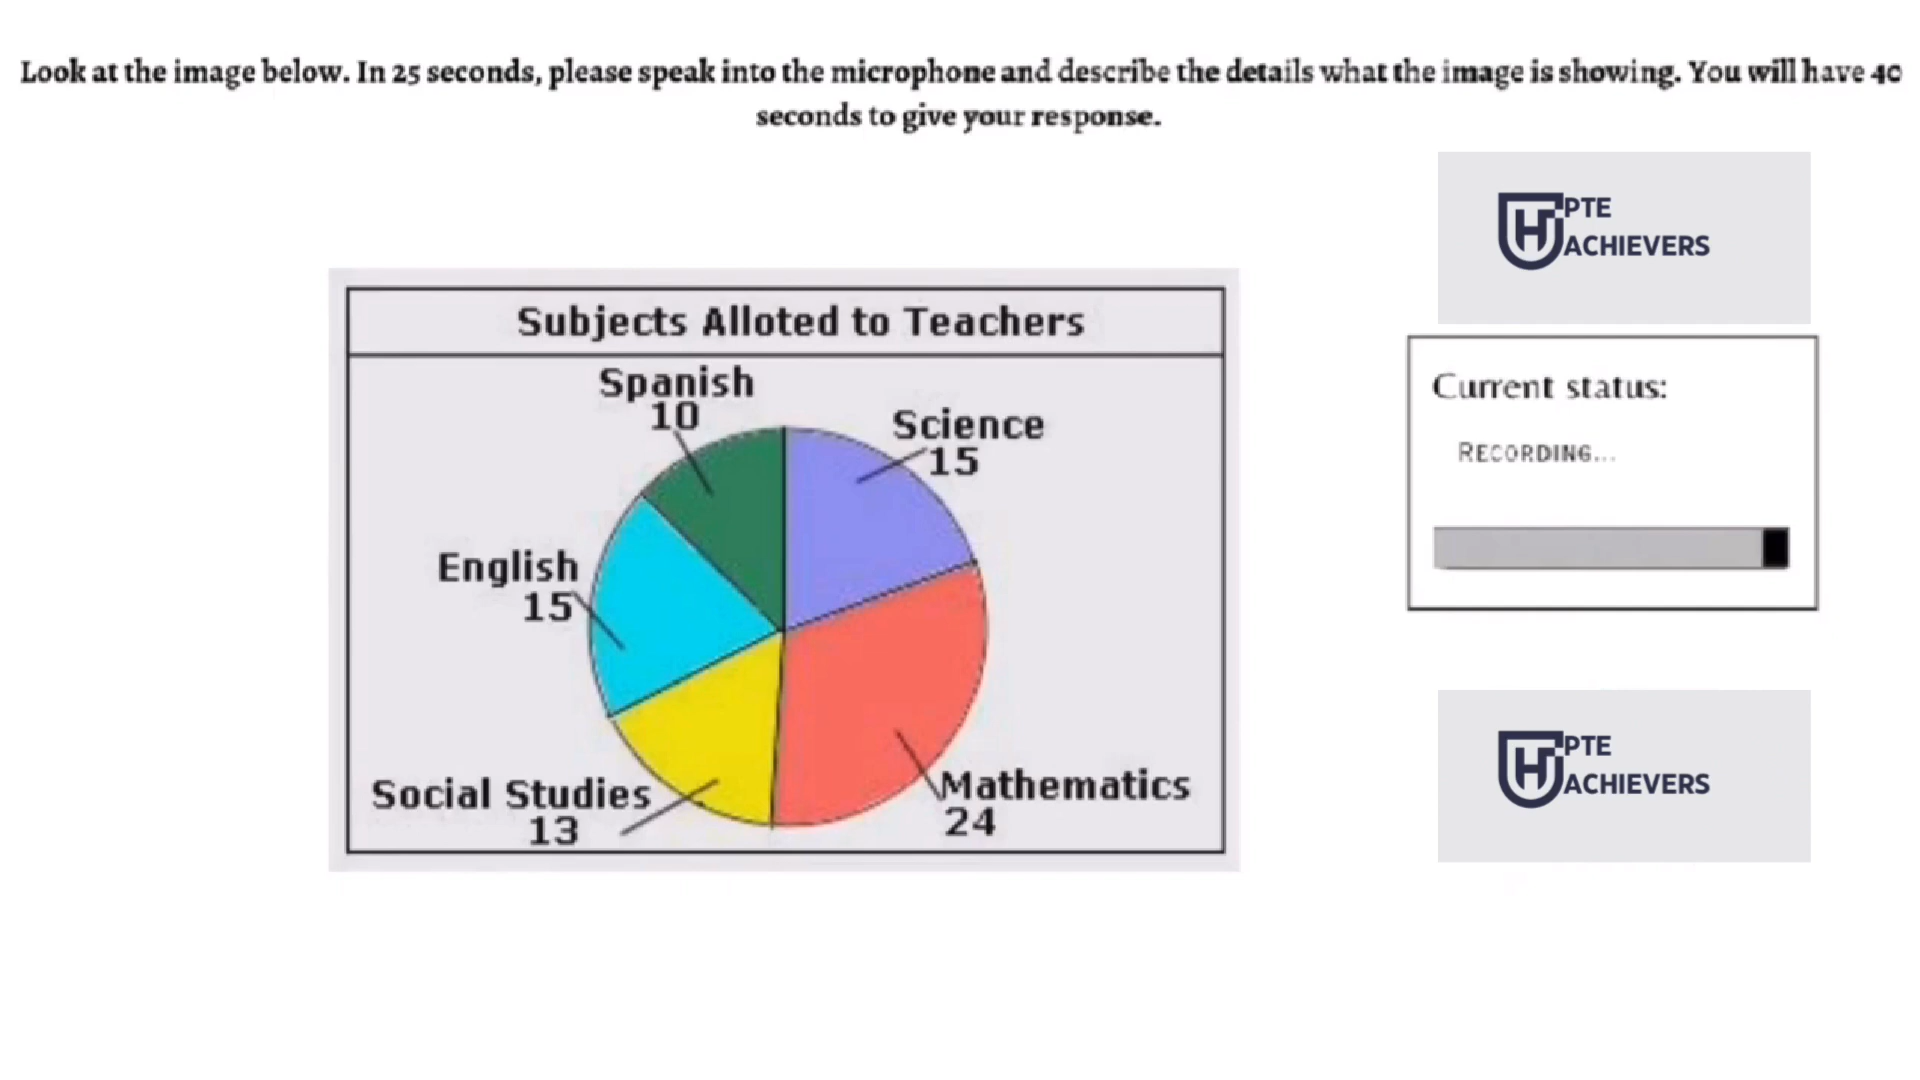 Look at the image below. In 25 seconds, please speak into the microphone and describe the details what the image is showing. You will have 40
seconds to give your response.
PTE
ACHIEVERS
Subjects Alloted to Teachers
Spanish
10
Science
15
English
15
Social Studies
13
Mathematics
24
Current status:
RECORDING...
PTE
ACHIEVERS